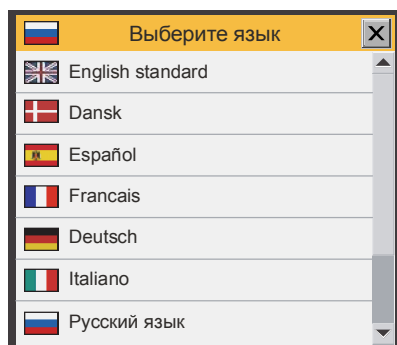 Выберите язык
English standard
Dansk
Español
Francais
Deutsch
Italiano
Русский язык